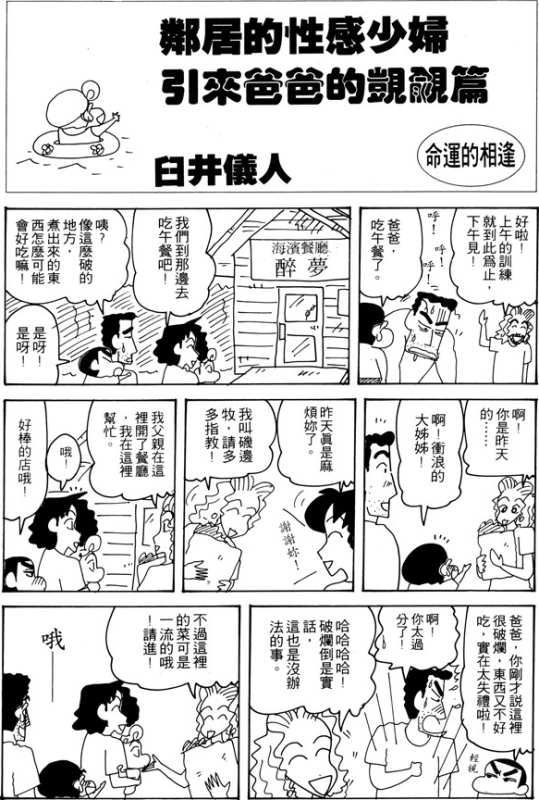 鄰居的性感少婦
引來爸爸的覬覦篇
臼井儀人
命運的相逢
好啦!
上午的訓練
就到此為止,
下午見!
呼!
呼!
呼!
爸爸,
吃午餐了。
海濱餐廳
醉夢
我們到那邊去
吃午餐吧!
咦?
像這麼破的
地方,
煮出來的東
西怎麼可能
會好吃嘛!
是呀!
是呀!
啊!
你是昨天
的……
啊!衝浪的
大姊姊!
昨天真是麻
煩妳了。
謝謝妳!
我叫磯邊
牧,請多
多指教!
我父親在這
裡開了餐廳
,我在這裡
幫忙。
哦!
好棒的店哦!
爸爸,你剛才說這裡
很破爛,東西又不好
吃,實在太失禮啦!
輕視
啊!
你太過
分了!
哈哈哈哈!
破爛倒是實
話,
這也是沒辦
法的事。
不過這裡
的菜可是
一流的哦
!請進!
哦